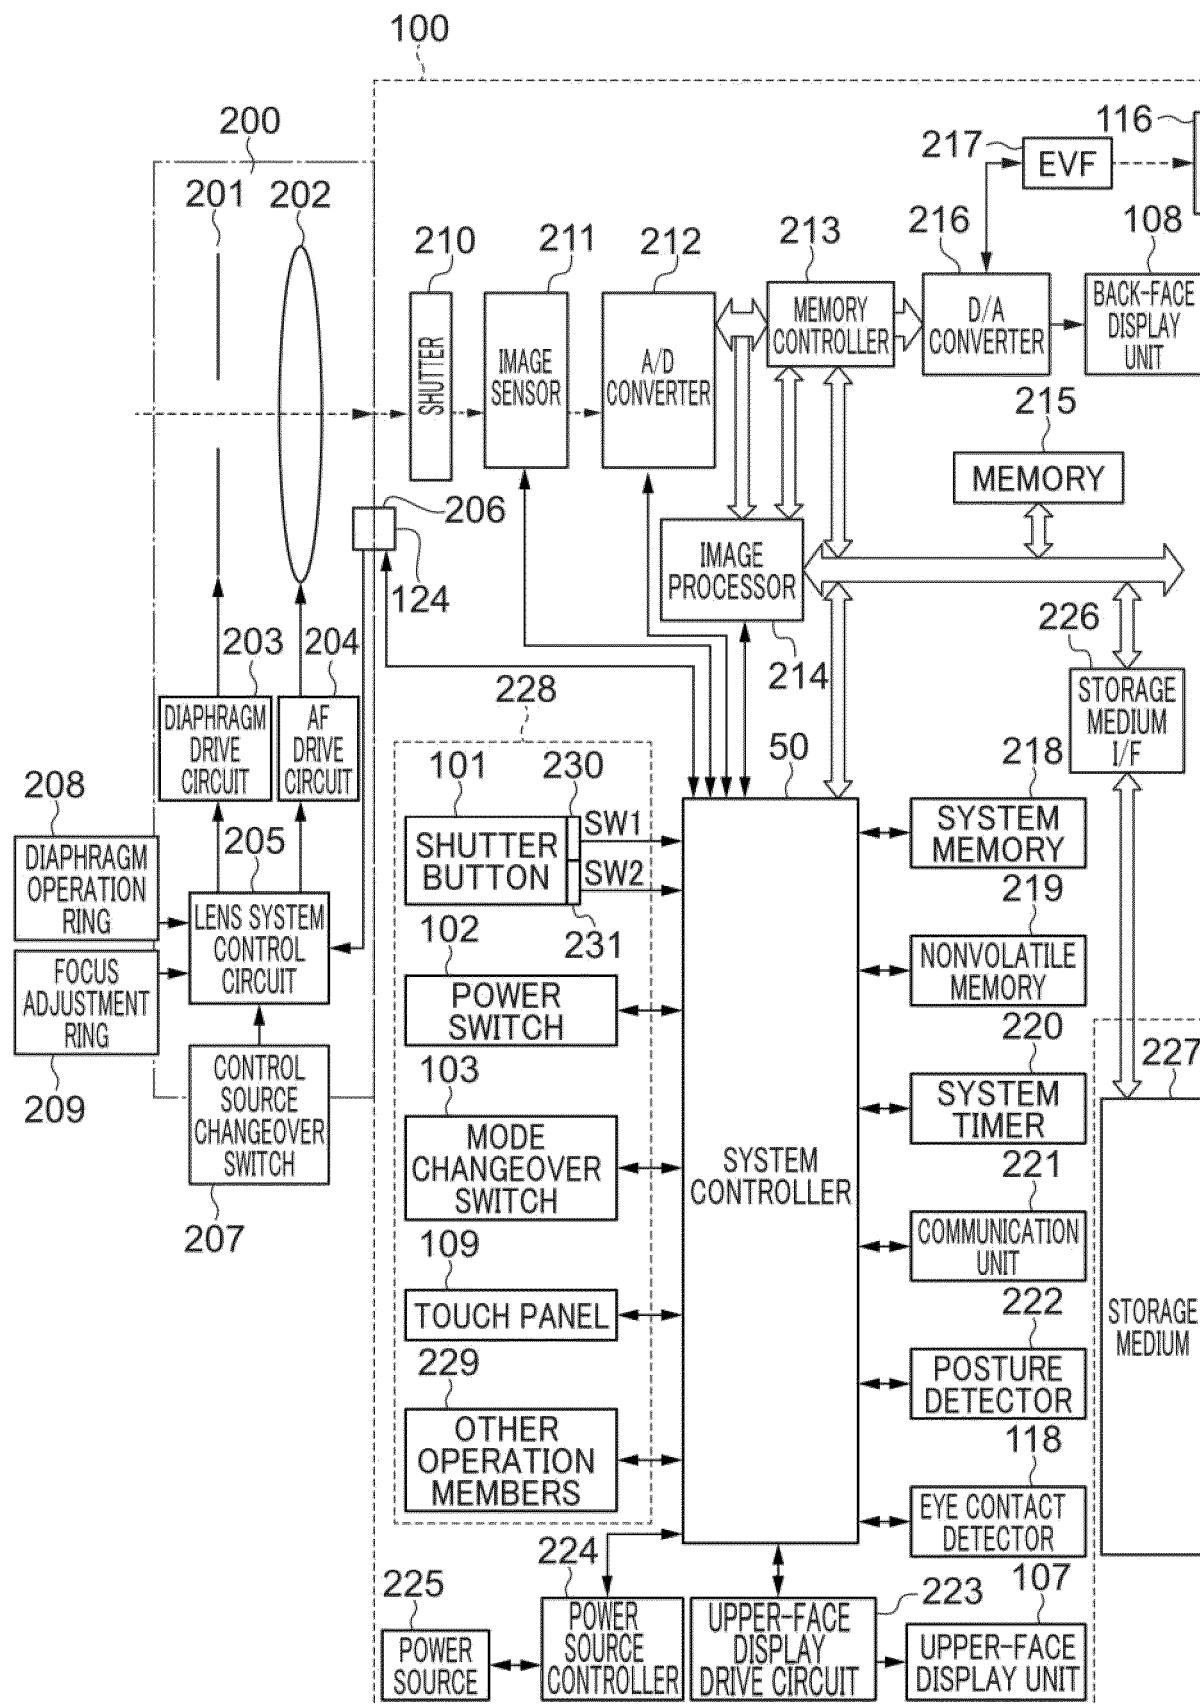 100
200
201
202
210
211
212
213
216
217
116
108
EVF
SHUTTER
IMAGE
SENSOR
A/D
CONVERTER
MEMORY
CONTROLLER
D/A
CONVERTER
BACK-FACE
DISPLAY
UNIT
215
MEMORY
206
124
IMAGE
PROCESSOR
214
226
STORAGE
MEDIUM
I/F
203
204
DIAPHRAGM
DRIVE
CIRCUIT
AF
DRIVE
CIRCUIT
208
DIAPHRAGM
OPERATION
RING
205
LENS SYSTEM
CONTROL
CIRCUIT
FOCUS
ADJUSTMENT
RING
209
CONTROL
SOURCE
CHANGEOVER
SWITCH
207
228
101
230
SHUTTER
BUTTON
SW1
SW2
231
102
POWER
SWITCH
103
MODE
CHANGEOVER
SWITCH
109
TOUCH PANEL
229
OTHER
OPERATION
MEMBERS
50
SYSTEM
CONTROLLER
218
SYSTEM
MEMORY
219
NONVOLATILE
MEMORY
220
SYSTEM
TIMER
221
COMMUNICATION
UNIT
222
POSTURE
DETECTOR
118
EYE CONTACT
DETECTOR
227
STORAGE
MEDIUM
225
POWER
SOURCE
224
POWER
SOURCE
CONTROLLER
223
UPPER-FACE
DISPLAY
DRIVE CIRCUIT
107
UPPER-FACE
DISPLAY UNIT